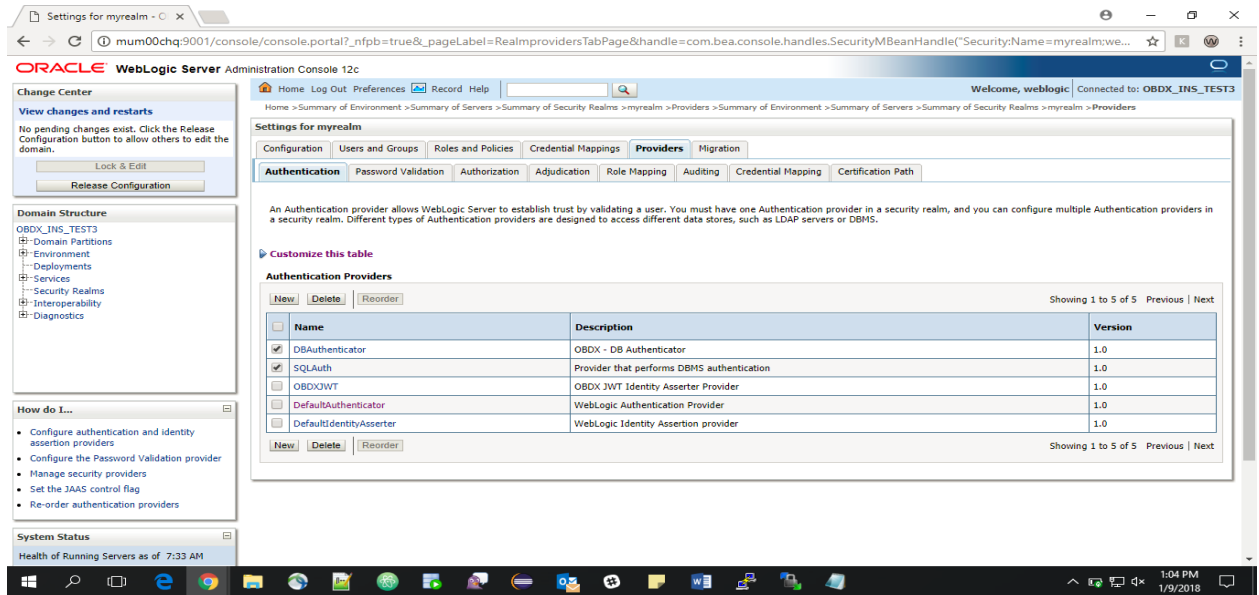 Settings for myrealm - O
mum00chq:9001/console/console.portal?_nfpb=true&_pageLabel=RealmprovidersTabPage&handle=com.bea.console.handles.SecurityMBeanHandle("Security:Name=myrealm;we...
ORACLE WebLogic Server Administration Console 12c
Change Center
View changes and restarts
No pending changes exist. Click the Release
Configuration button to allow others to edit the
domain.
Lock & Edit
Release Configuration
Domain Structure
OBDX_INS_TEST3
Domain Partitions
Environment
Deployments
Services
Security Realms
Interoperability
Diagnostics
How do I...
Configure authentication and identity
assertion providers
Configure the Password Validation provider
Manage security providers
Set the JAAS control flag
Re-order authentication providers
System Status
Health of Running Servers as of 7:33 AM
Home Log Out Preferences Record Help
Welcome, weblogic Connected to: OBDX_INS_TEST3
Home >Summary of Environment >Summary of Servers >Summary of Security Realms >myrealm >Providers >Summary of Environment >Summary of Servers >Summary of Security Realms >myrealm >Providers
Settings for myrealm
Configuration Users and Groups Roles and Policies Credential Mappings Providers Migration
Authentication Password Validation Authorization Adjudication Role Mapping Auditing Credential Mapping Certification Path
An Authentication provider allows WebLogic Server to establish trust by validating a user. You must have one Authentication provider in a security realm, and you can configure multiple Authentication providers in
a security realm. Different types of Authentication providers are designed to access different data stores, such as LDAP servers or DBMS.
Customize this table
Authentication Providers
New Delete Reorder Showing 1 to 5 of 5 Previous | Next
Name Description Version
DBAuthenticator OBDX - DB Authenticator 1.0
SQLAuth Provider that performs DBMS authentication 1.0
OBDXJWT OBDX JWT Identity Asserter Provider 1.0
DefaultAuthenticator WebLogic Authentication Provider 1.0
DefaultIdentityAsserter WebLogic Identity Assertion provider 1.0
New Delete Reorder Showing 1 to 5 of 5 Previous | Next
1:04 PM
1/9/2018